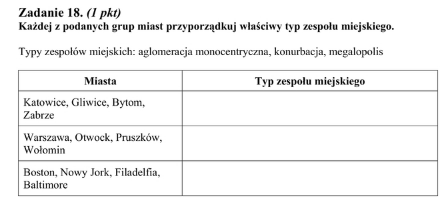 Zadanie 18. (1 pkt)
Każdej z podanych grup miast przyporządkuj właściwy typ zespołu miejskiego.
Typy zespołów miejskich: aglomeracja monocentryczna, konurbacja, megalopolis
Miasta
Typ zespołu miejskiego
Katowice, Gliwice, Bytom,
Zabrze
Warszawa, Otwock, Pruszków,
Wołomin
Boston, Nowy Jork, Filadelfia,
Baltimore